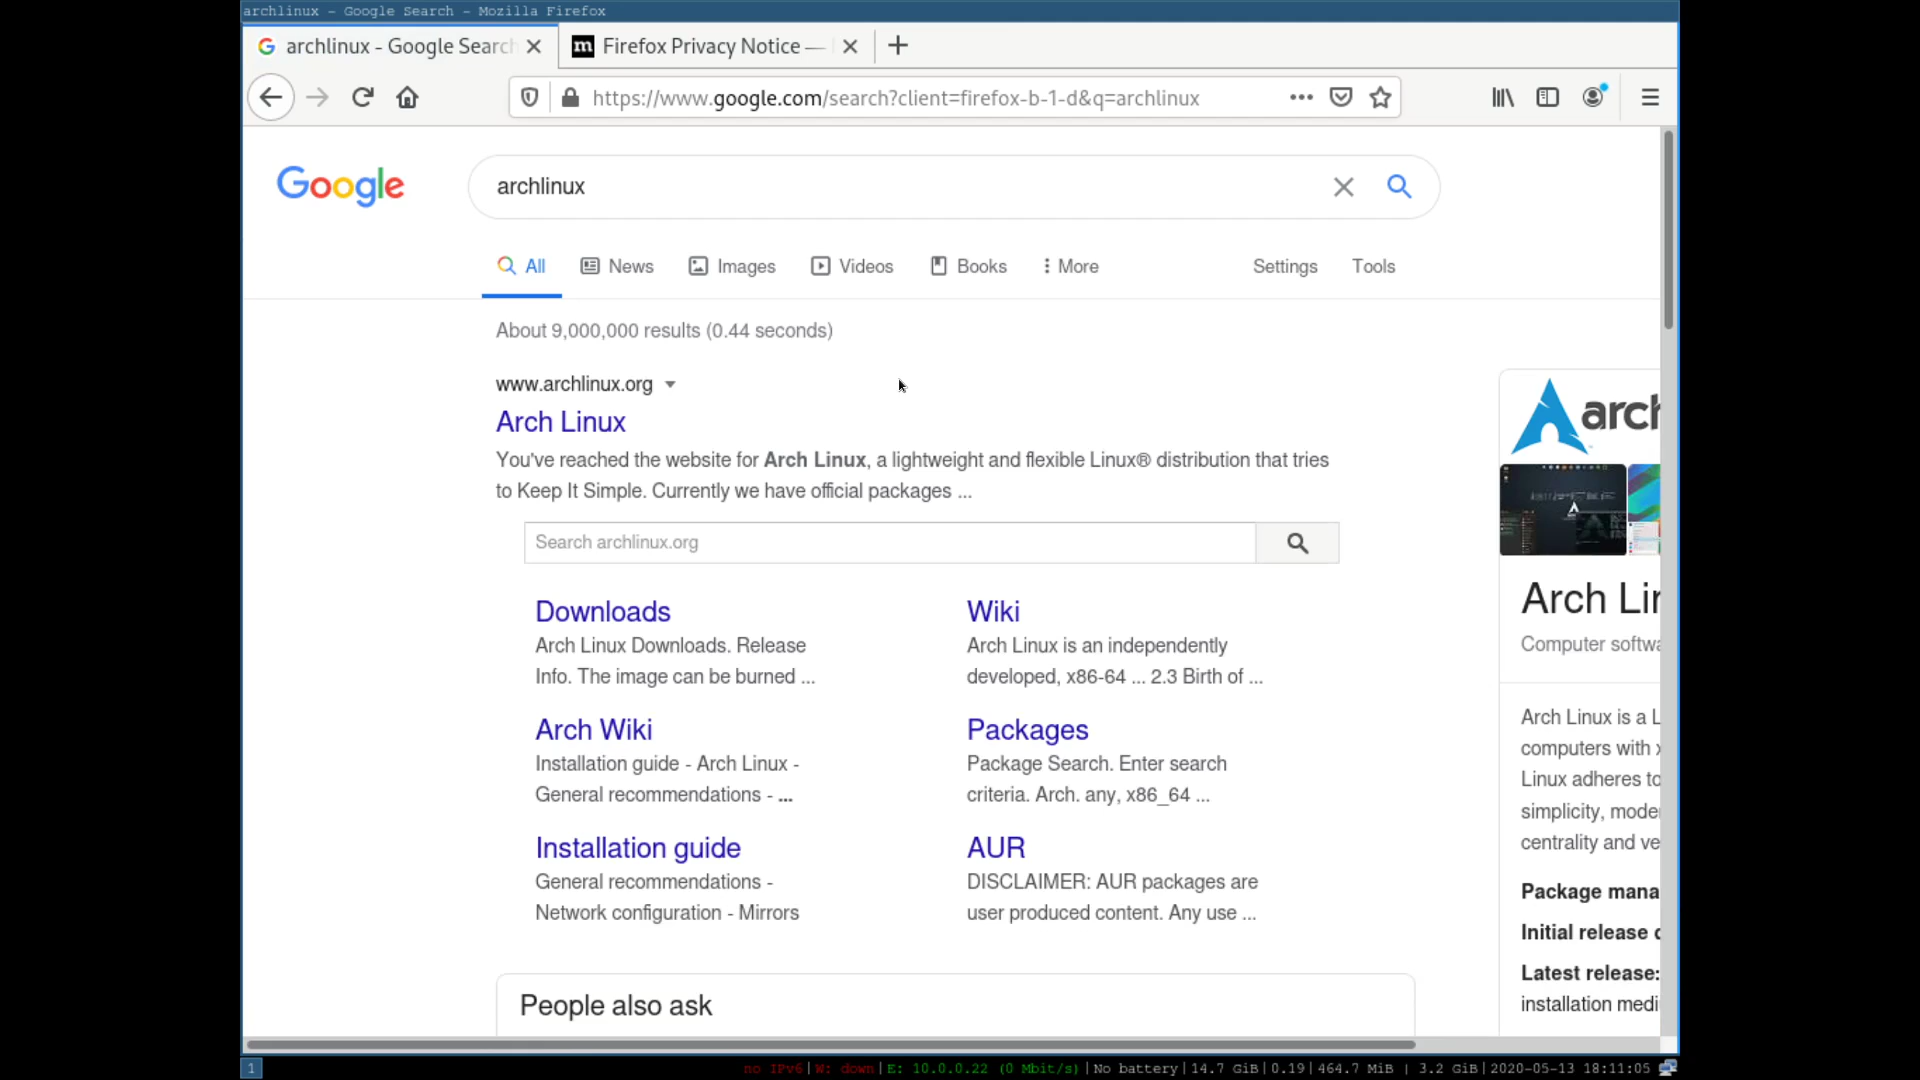 archlinux - Google Search - Mozilla Firefox
archlinux - Google Search
Firefox Privacy Notice —
https://www.google.com/search?client=firefox-b-1-d&q=archlinux
Google
archlinux
All News Images Videos Books More Settings Tools
About 9,000,000 results (0.44 seconds)
www.archlinux.org
Arch Linux
You've reached the website for Arch Linux, a lightweight and flexible Linux® distribution that tries
to Keep It Simple. Currently we have official packages ...
Search archlinux.org
Downloads
Arch Linux Downloads. Release
Info. The image can be burned ...
Wiki
Arch Linux is an independently
developed, x86-64 ... 2.3 Birth of ...
Arch Wiki
Installation guide - Arch Linux -
General recommendations - ...
Packages
Package Search. Enter search
criteria. Arch. any, x86_64 ...
Installation guide
General recommendations -
Network configuration - Mirrors
AUR
DISCLAIMER: AUR packages are
user produced content. Any use ...
People also ask
arch
Arch Li
Computer softwa
Arch Linux is a L
computers with x
Linux adheres to
simplicity, mode
centrality and ve
Package mana
Initial release
Latest release:
installation medi
1
no IPv6|W: down|E: 10.0.0.22 (0 Mbit/s)|No battery|14.7 GiB|0.19|464.7 MiB | 3.2 GiB|2020-05-13 18:11:05